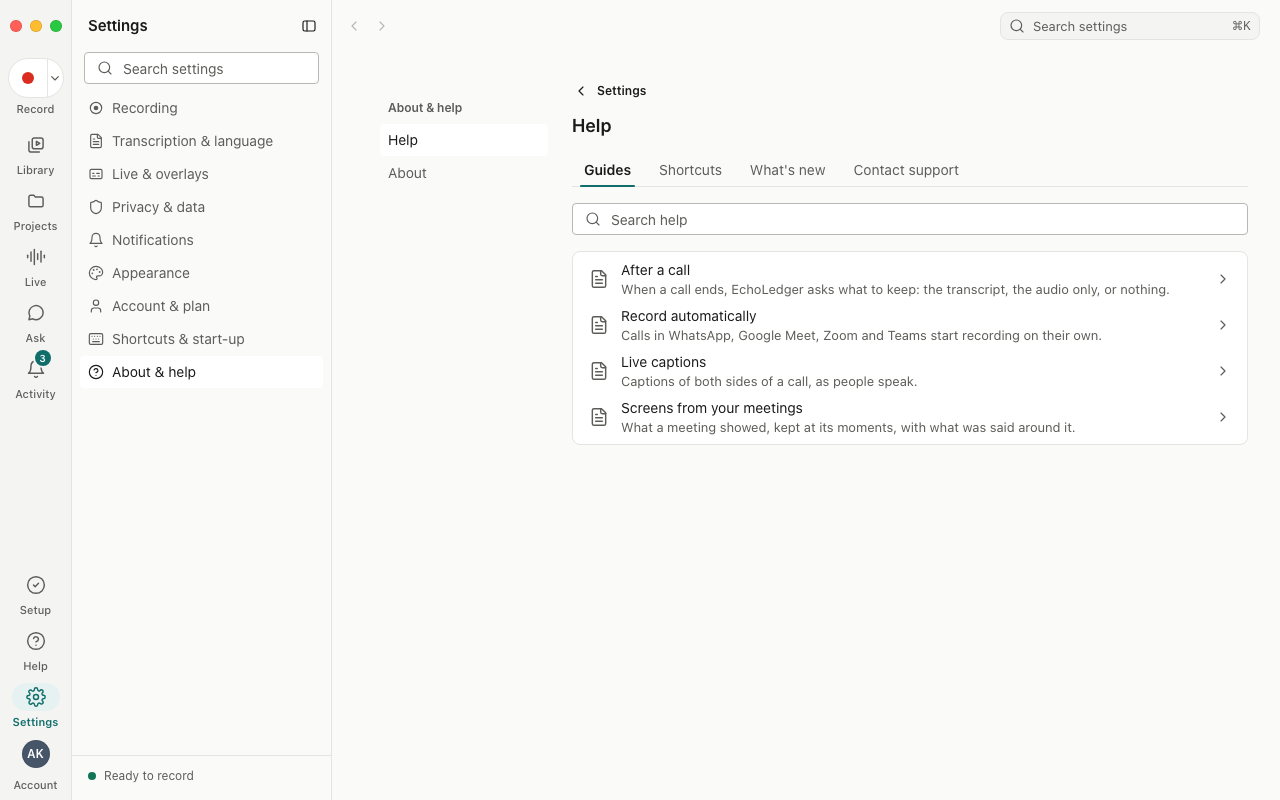 Settings
Search settings
⌘K
Search settings
Record
Library
Projects
Live
Ask
3
Activity
Setup
Help
Settings
AK
Account
Recording
Transcription & language
Live & overlays
Privacy & data
Notifications
Appearance
Account & plan
Shortcuts & start-up
About & help
Ready to record
About & help
Help
About
Settings
Help
Guides
Shortcuts
What's new
Contact support
Search help
After a call
When a call ends, EchoLedger asks what to keep: the transcript, the audio only, or nothing.
Record automatically
Calls in WhatsApp, Google Meet, Zoom and Teams start recording on their own.
Live captions
Captions of both sides of a call, as people speak.
Screens from your meetings
What a meeting showed, kept at its moments, with what was said around it.